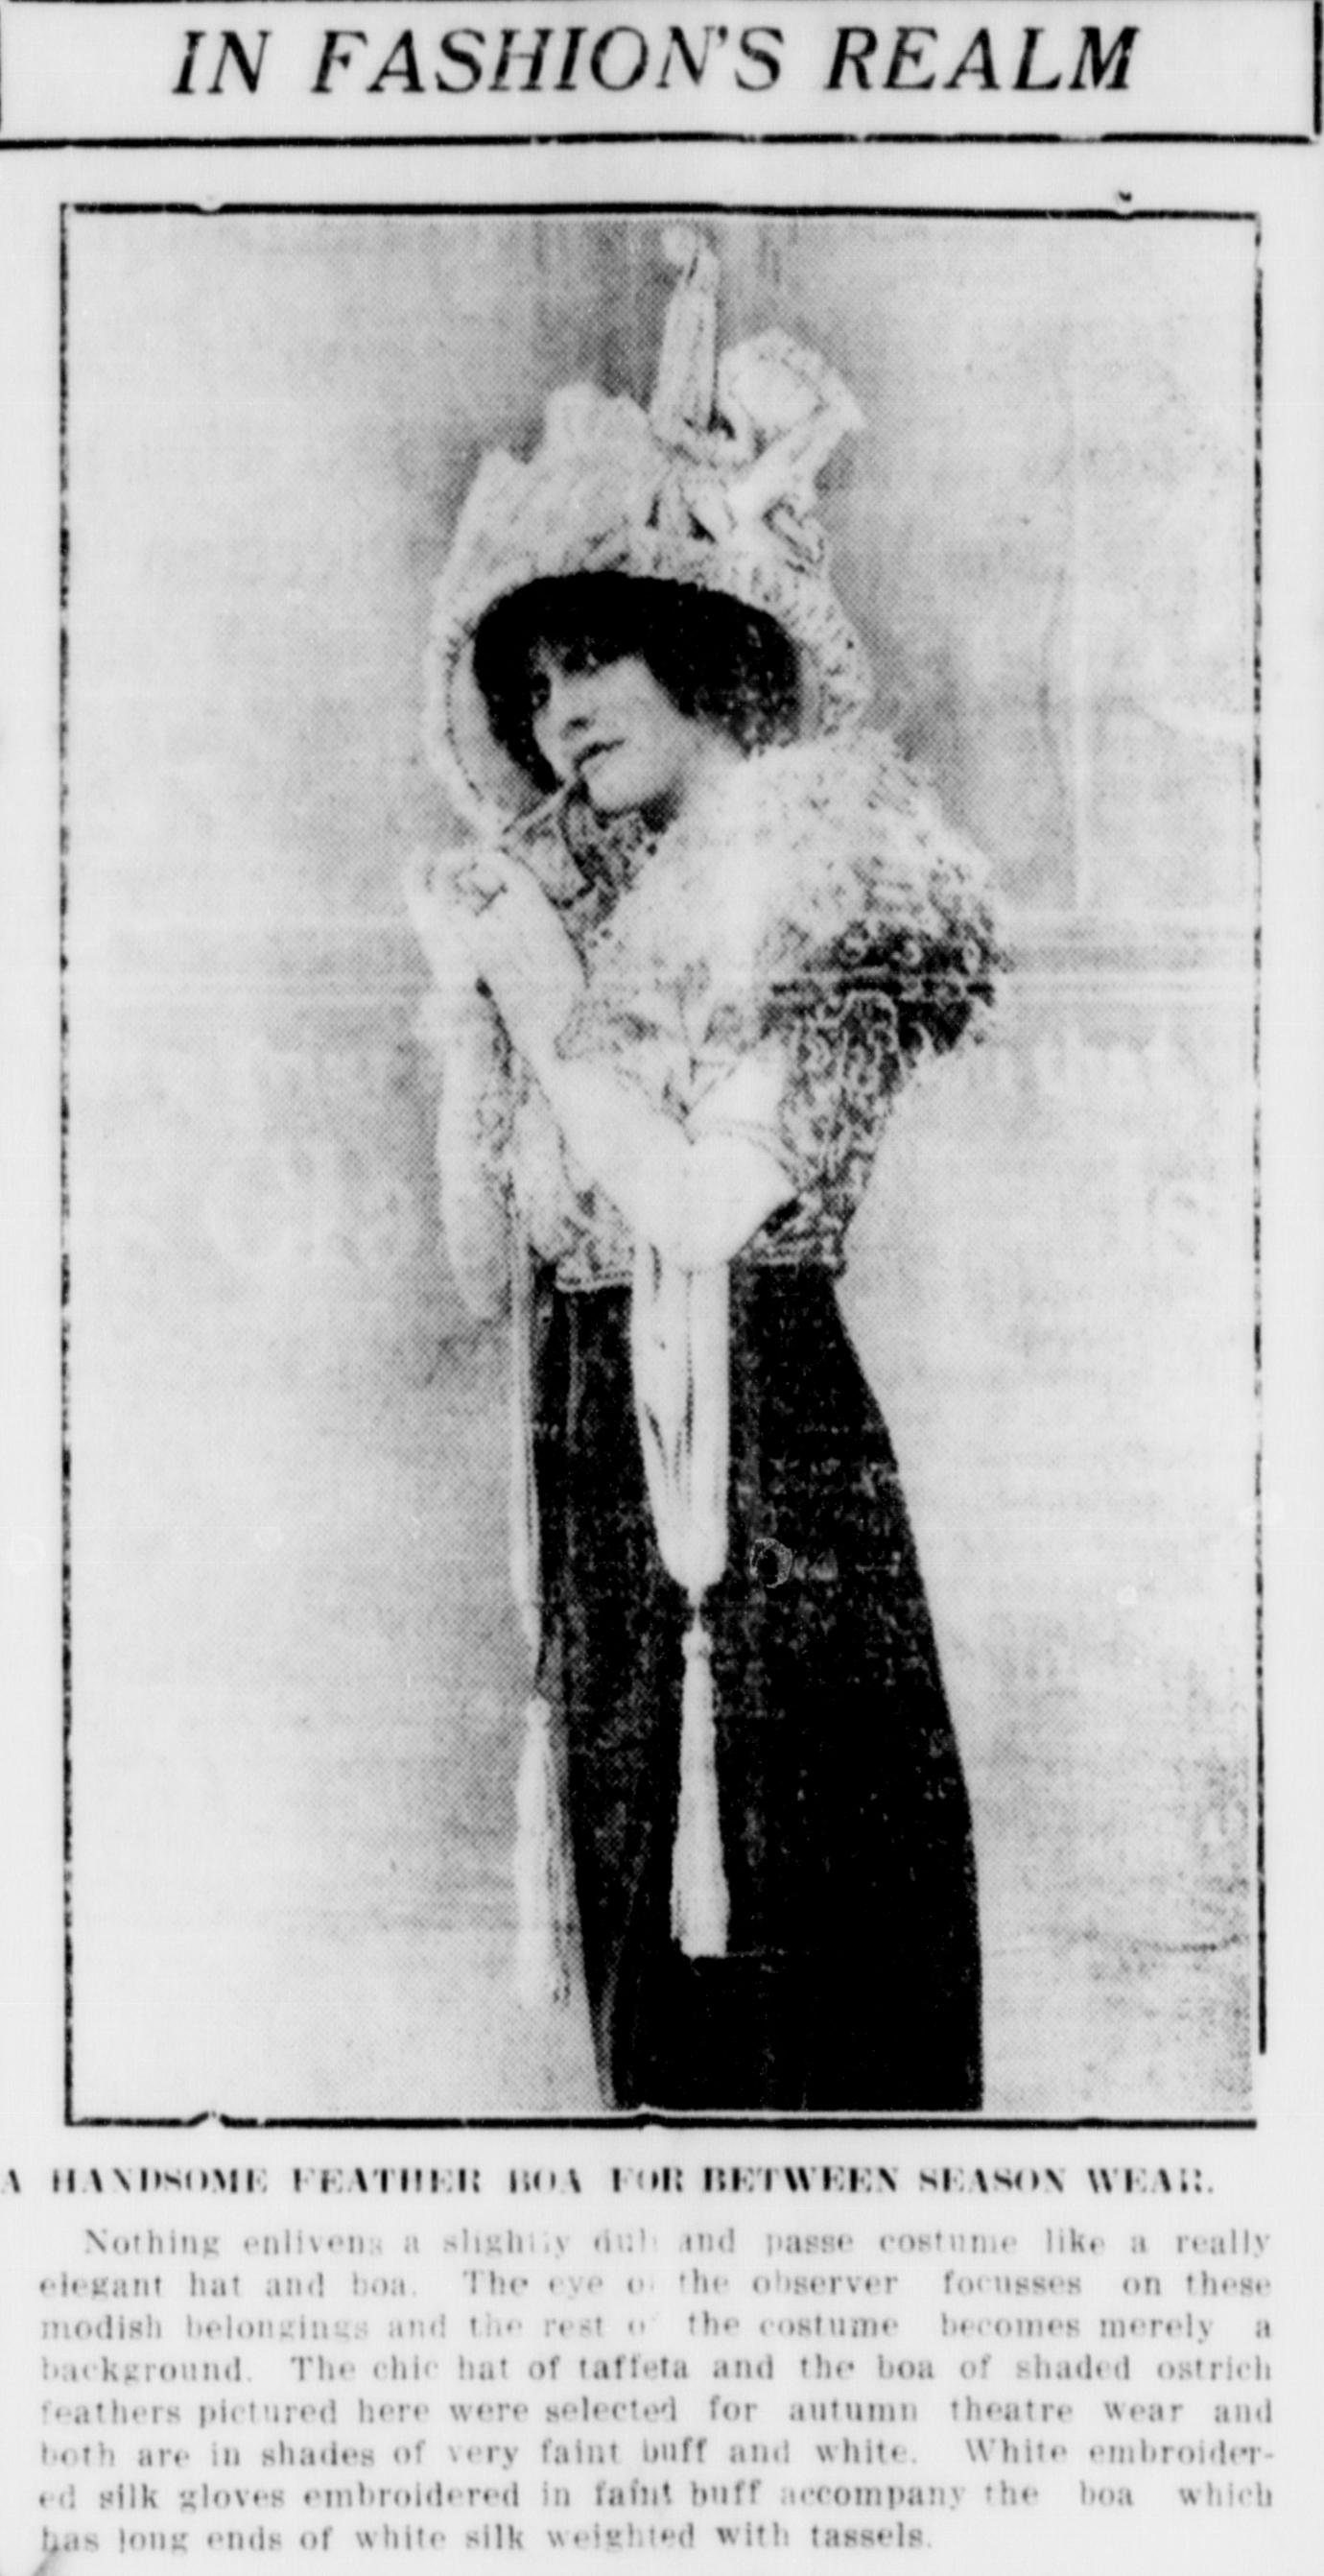 IN FASHION'S REALM
A HANDSOME FEATHER BOA FOR BETWEEN SEASON WEAR.
Nothing enlivens a slightly dull and passe costume like a really
elegant hat and boa. The eye of the observer focusses on these
modish belongings and the rest of the costume becomes merely a
background. The chic hat of taffeta and the boa of shaded ostrich
feathers pictured here were selected for autumn theatre wear and
both are in shades of very faint buff and white. White embroider-
ed silk gloves embroidered in faint buff accompany the boa which
has long ends of white silk weighted with tassels.